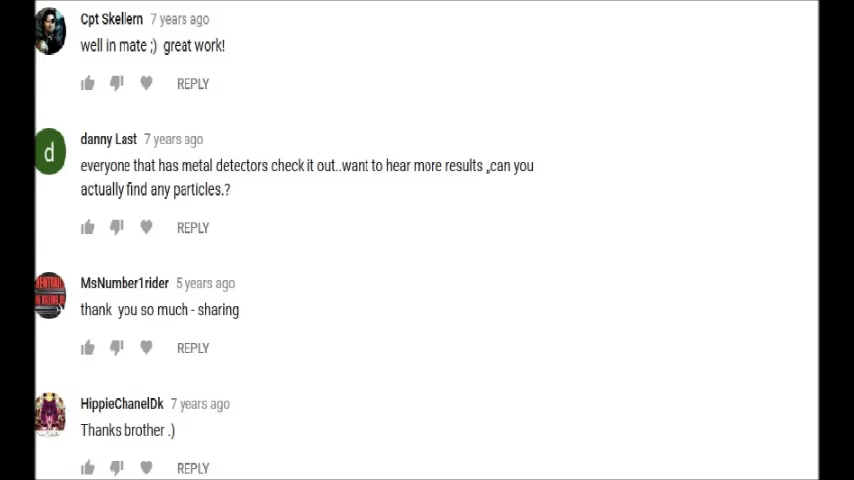 Cpt Skellern 7 years ago
well in mate ;) great work!
REPLY
d
danny Last 7 years ago
everyone that has metal detectors check it out..want to hear more results ,,can you
actually find any particles.?
REPLY
MsNumber1rider 5 years ago
thank you so much - sharing
REPLY
HippieChanelDk 7 years ago
Thanks brother .)
REPLY